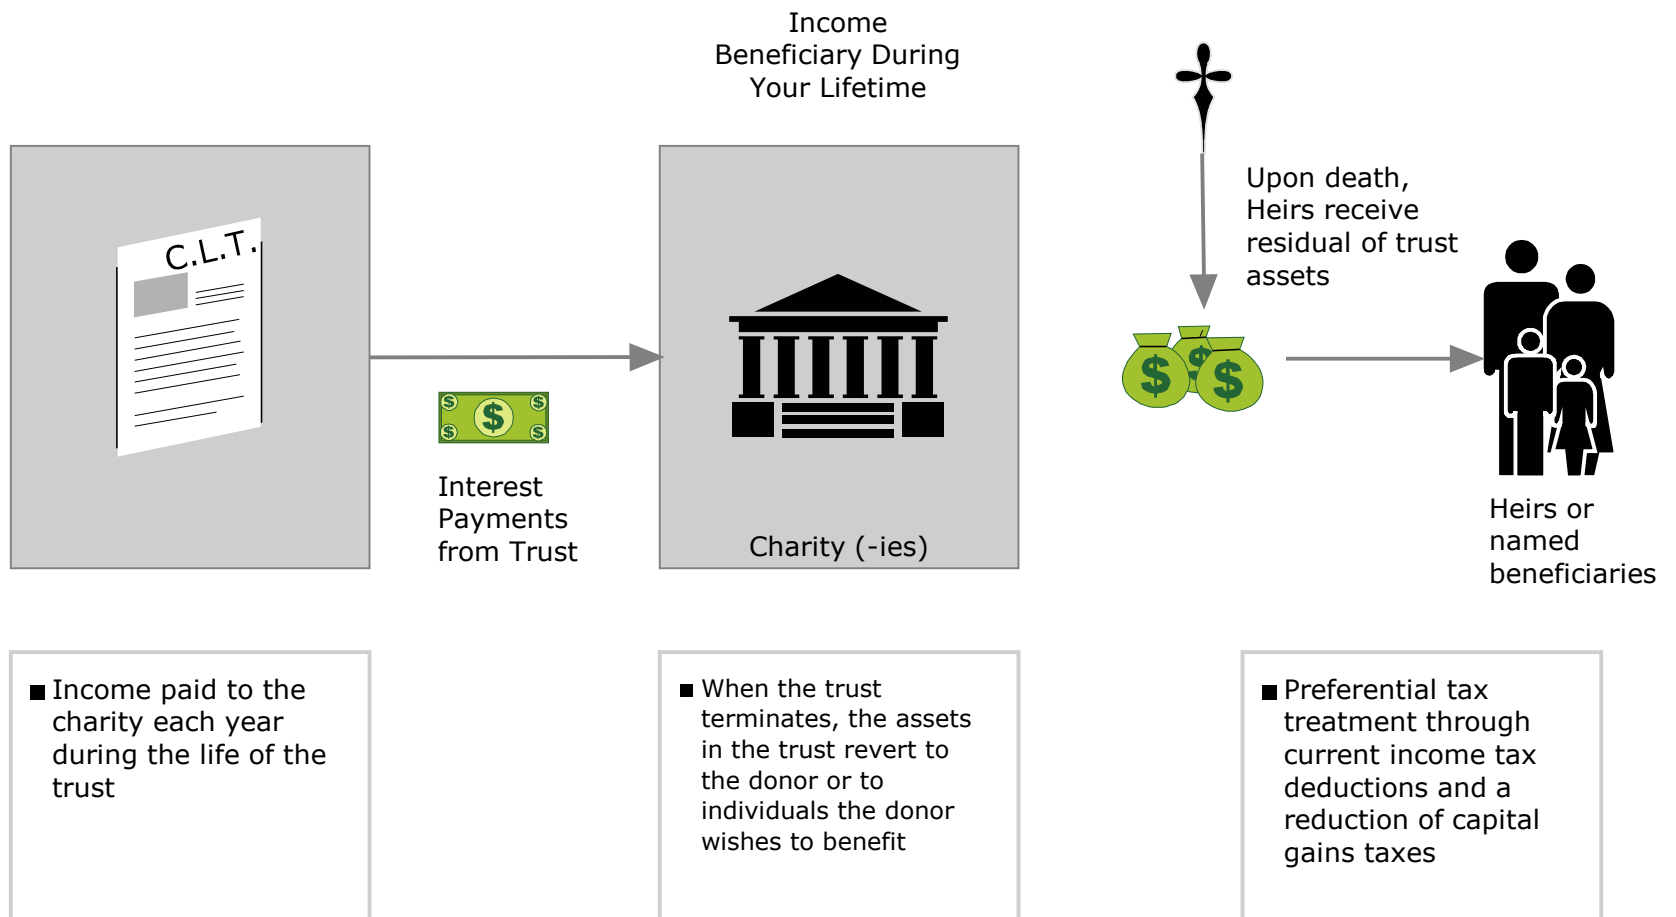 Income
Beneficiary During
Your Lifetime
C.L.T.
Upon death,
Heirs receive
residual of trust
assets
$ $
$
$ $
$ $ $
Interest
Payments
from Trust
Charity (-ies)
Heirs or
named
beneficiaries
Income paid to the
charity each year
during the life of the
trust
When the trust
terminates, the assets
in the trust revert to
the donor or to
individuals the donor
wishes to benefit
Preferential tax
treatment through
current income tax
deductions and a
reduction of capital
gains taxes